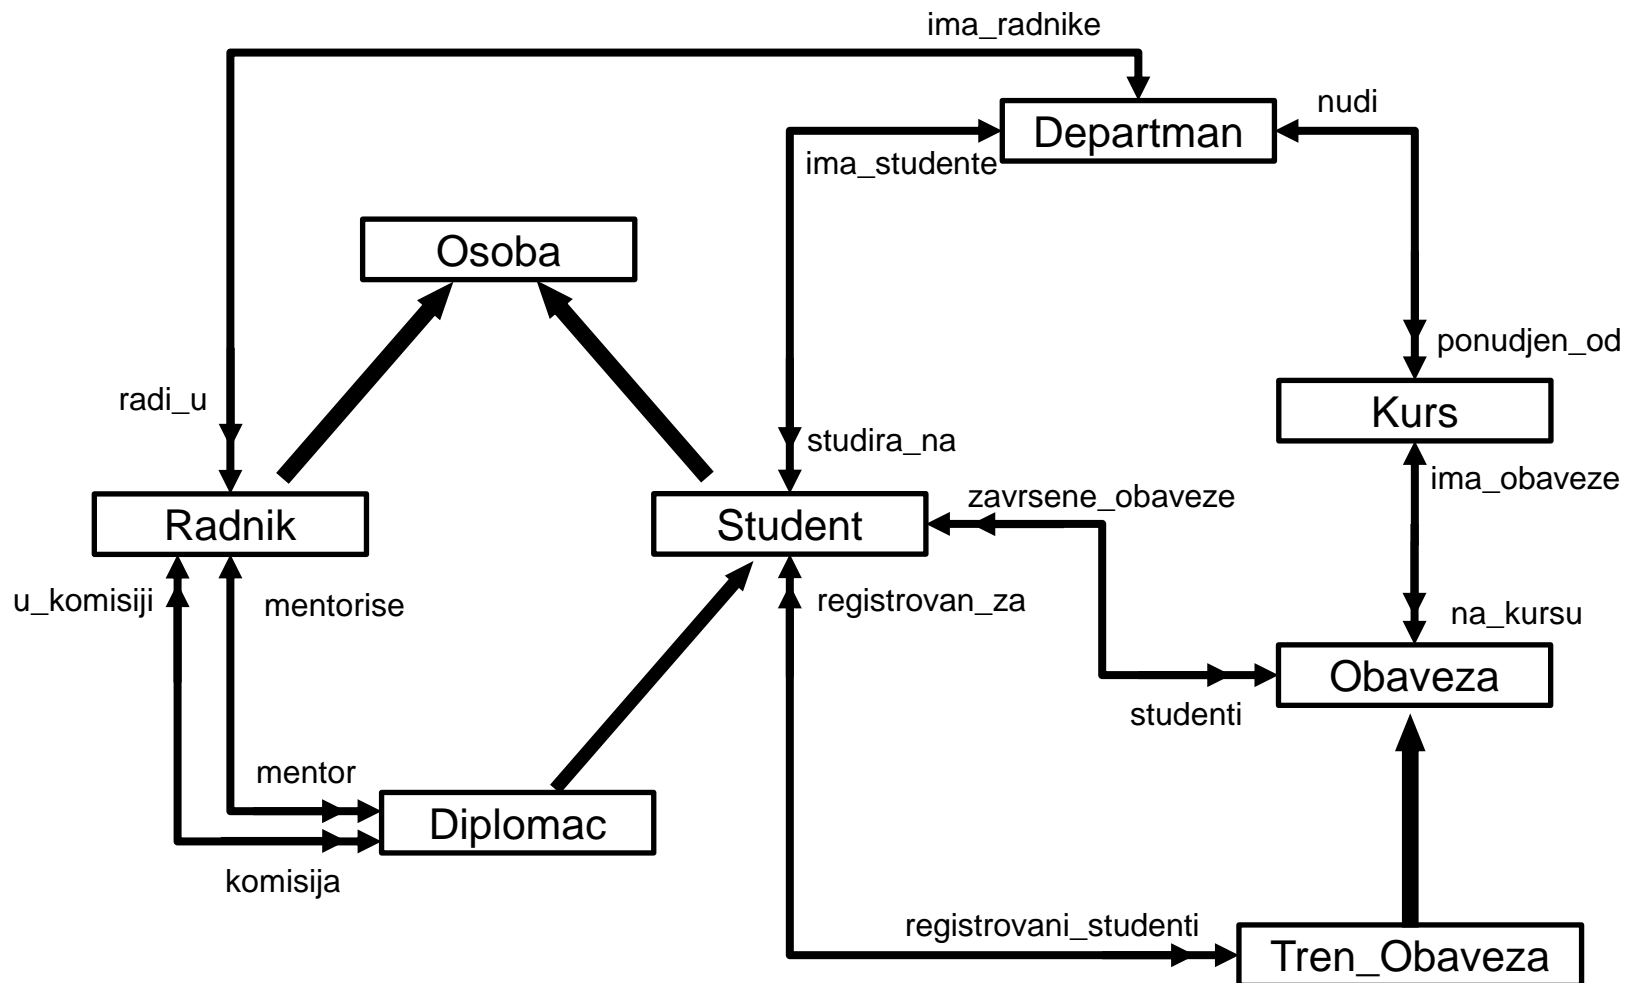 ima_radnike
nudi
Departman
ima_studente
Osoba
ponudjen_od
radi_u
Kurs
studira_na
ima_obaveze
zavrsene_obaveze
Radnik
Student
u_komisiji
mentorise
registrovan_za
na_kursu
Obaveza
studenti
mentor
Diplomac
komisija
registrovani_studenti
Tren_Obaveza